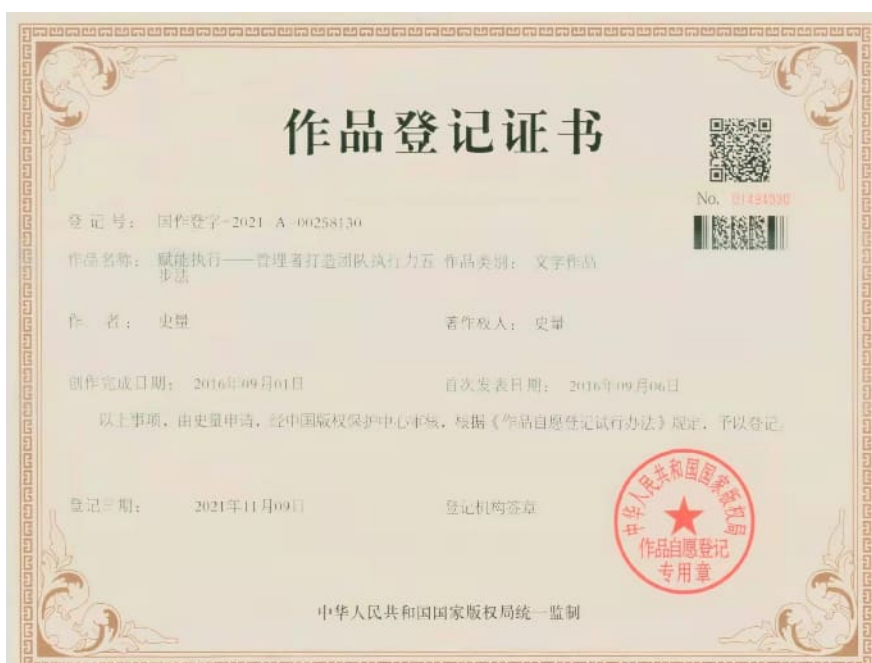 作品登记证书
No. 01494030
登 记 号： 国作登字-2021-A-00258130
作品名称： 赋能执行——管理者打造团队执行力五步法
作品类别： 文字作品
作 者： 史量
著作权人： 史量
创作完成日期： 2016年09月01日
首次发表日期： 2016年09月06日
以上事项，由史量申请，经中国版权保护中心审核，根据《作品自愿登记试行办法》规定，予以登记。
登记日期： 2021年11月09日
登记机构签章
中华人民共和国国家版权局
作品自愿登记
专用章
中华人民共和国国家版权局统一监制